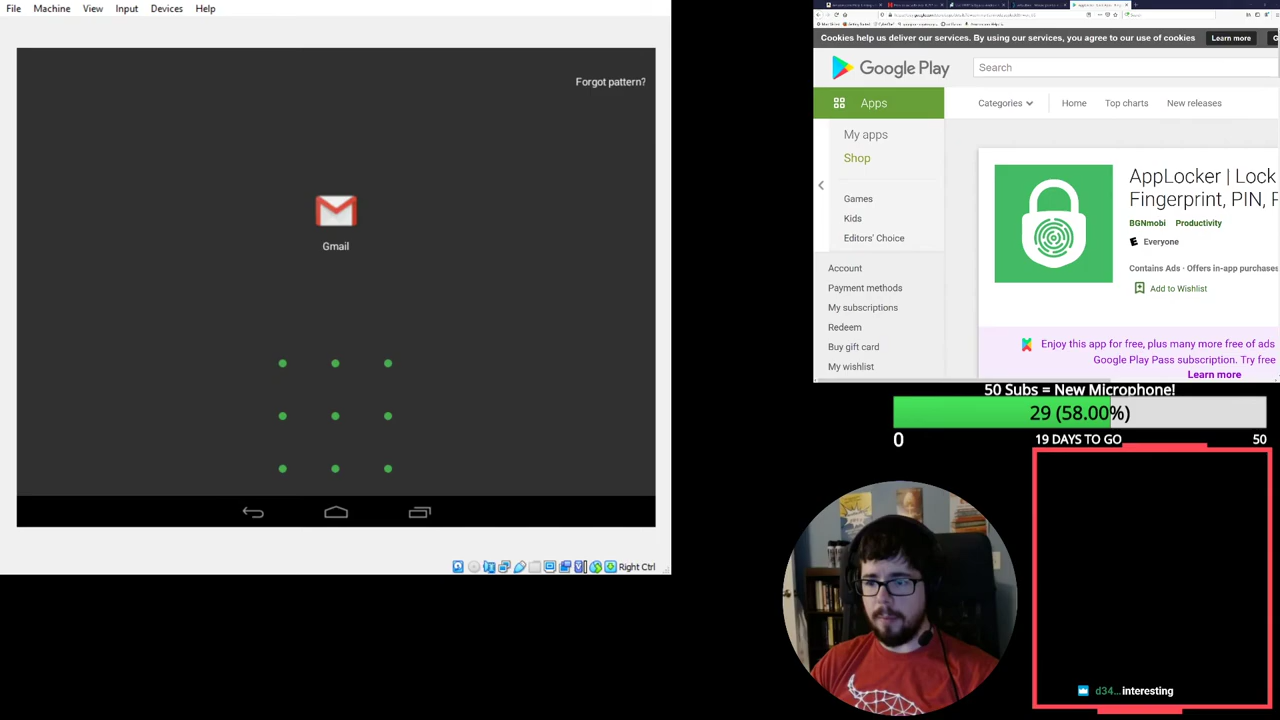 File Machine View Input Devices Help
Forgot pattern?
Gmail
Right Ctrl
Cookies help us deliver our services. By using our services, you agree to our use of cookies
Learn more
Google Play
Search
Apps
Categories
Home
Top charts
New releases
My apps
Shop
Games
Kids
Editors' Choice
Account
Payment methods
My subscriptions
Redeem
Buy gift card
My wishlist
AppLocker | Lock
Fingerprint, PIN,
BGNmobi Productivity
Everyone
Contains Ads · Offers in-app purchases
Add to Wishlist
Enjoy this app for free, plus many more free of ads
Google Play Pass subscription. Try free
Learn more
50 Subs = New Microphone!
29 (58.00%)
0
19 DAYS TO GO
50
d34... interesting